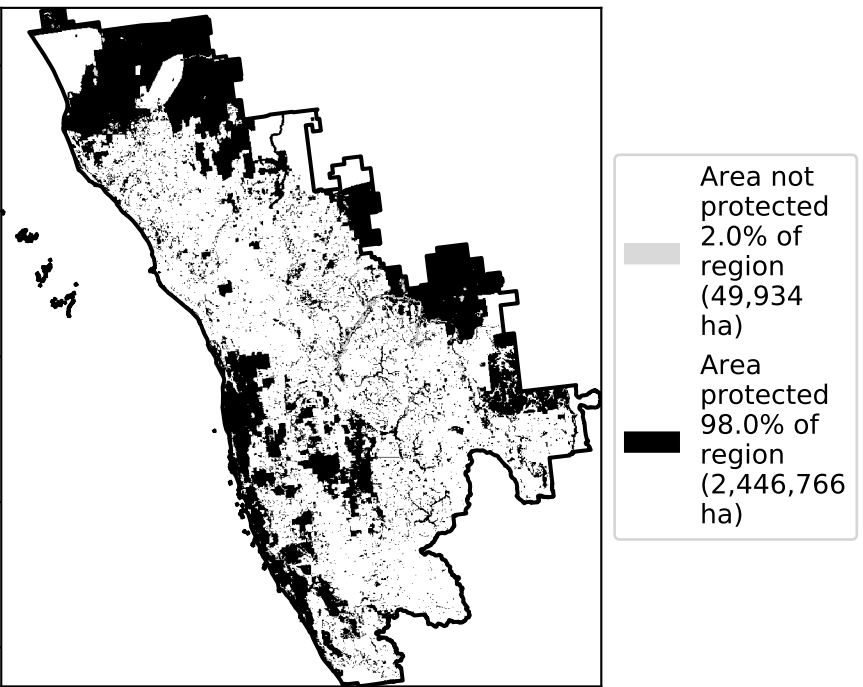 Area not
protected
2.0% of
region
(49,934
ha)
Area
protected
98.0% of
region
(2,446,766
ha)